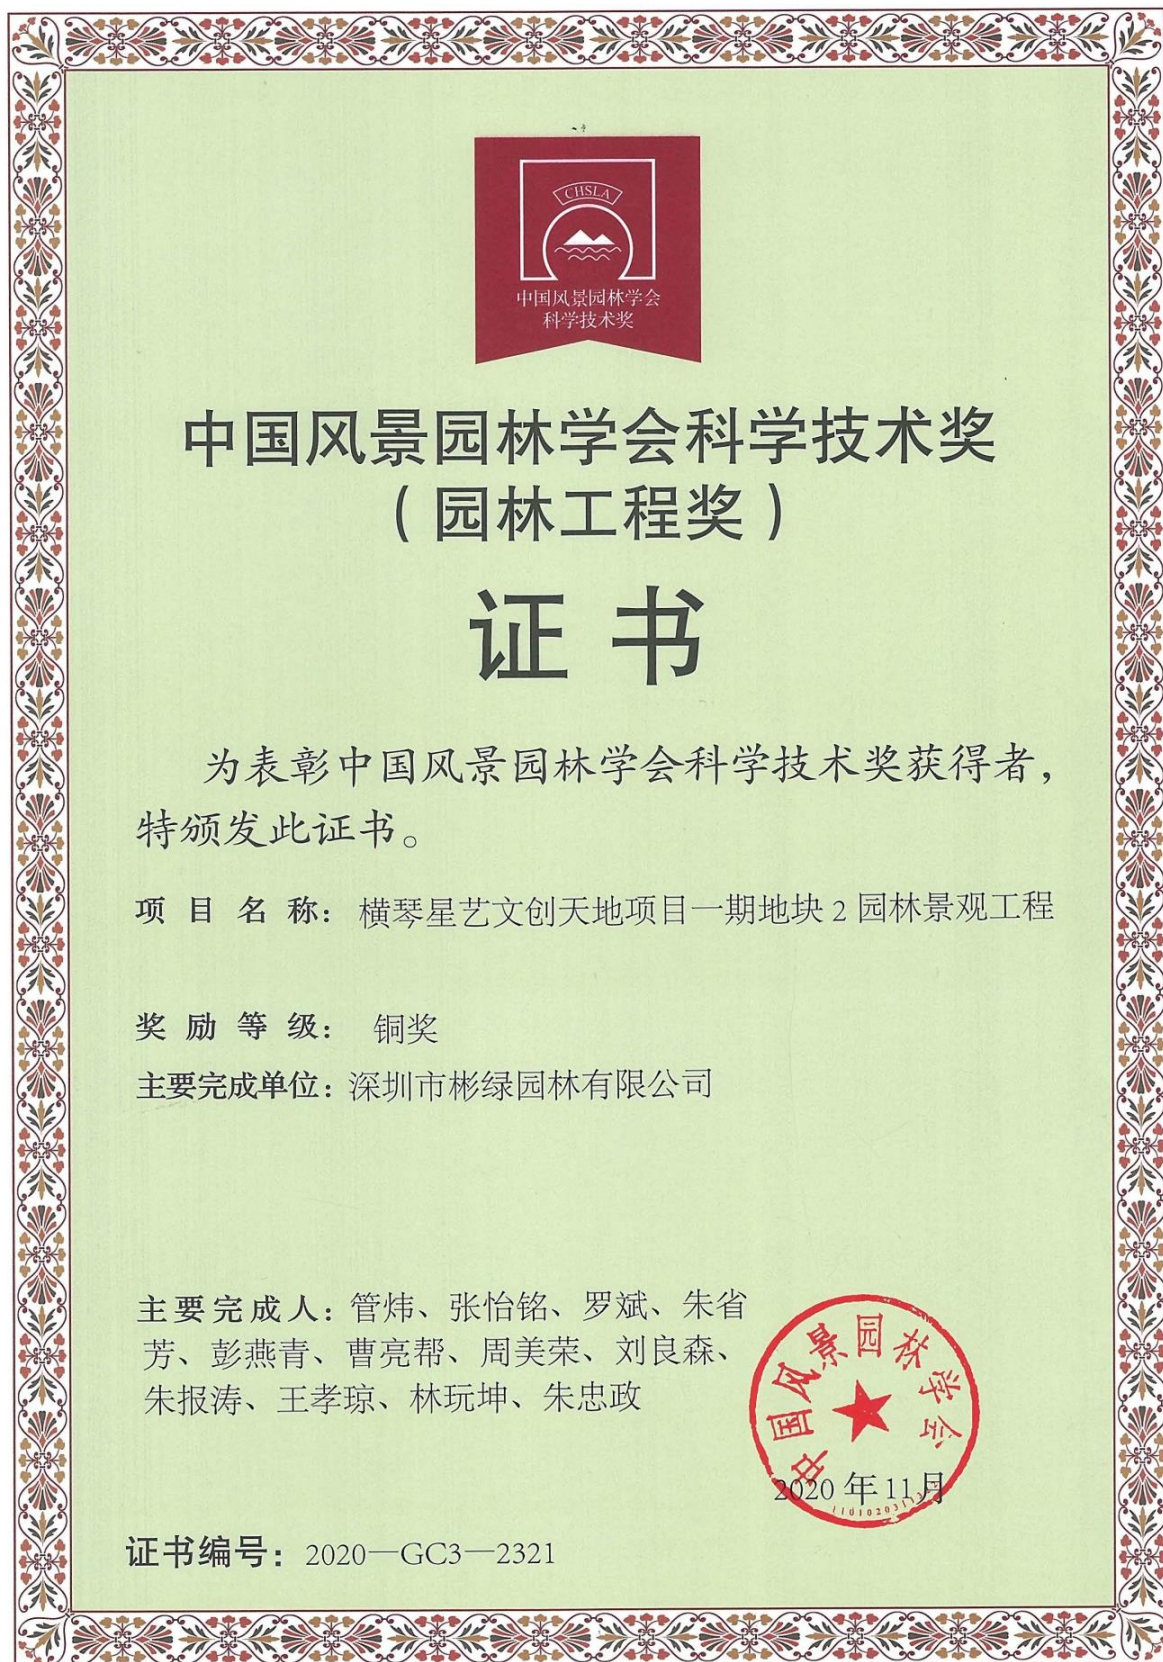 CHSLA
中国风景园林学会
科学技术奖
中国风景园林学会科学技术奖
（园林工程奖）
证书
为表彰中国风景园林学会科学技术奖获得者，
特颁发此证书。
项目名称：横琴星艺文创天地项目一期地块2园林景观工程
奖励等级：铜奖
主要完成单位：深圳市彬绿园林有限公司
主要完成人：管炜、张怡铭、罗斌、朱省
芳、彭燕青、曹亮帮、周美荣、刘良森、
朱报涛、王孝琼、林玩坤、朱忠政
中国风景园林学会
2020年11月
证书编号：2020—GC3—2321